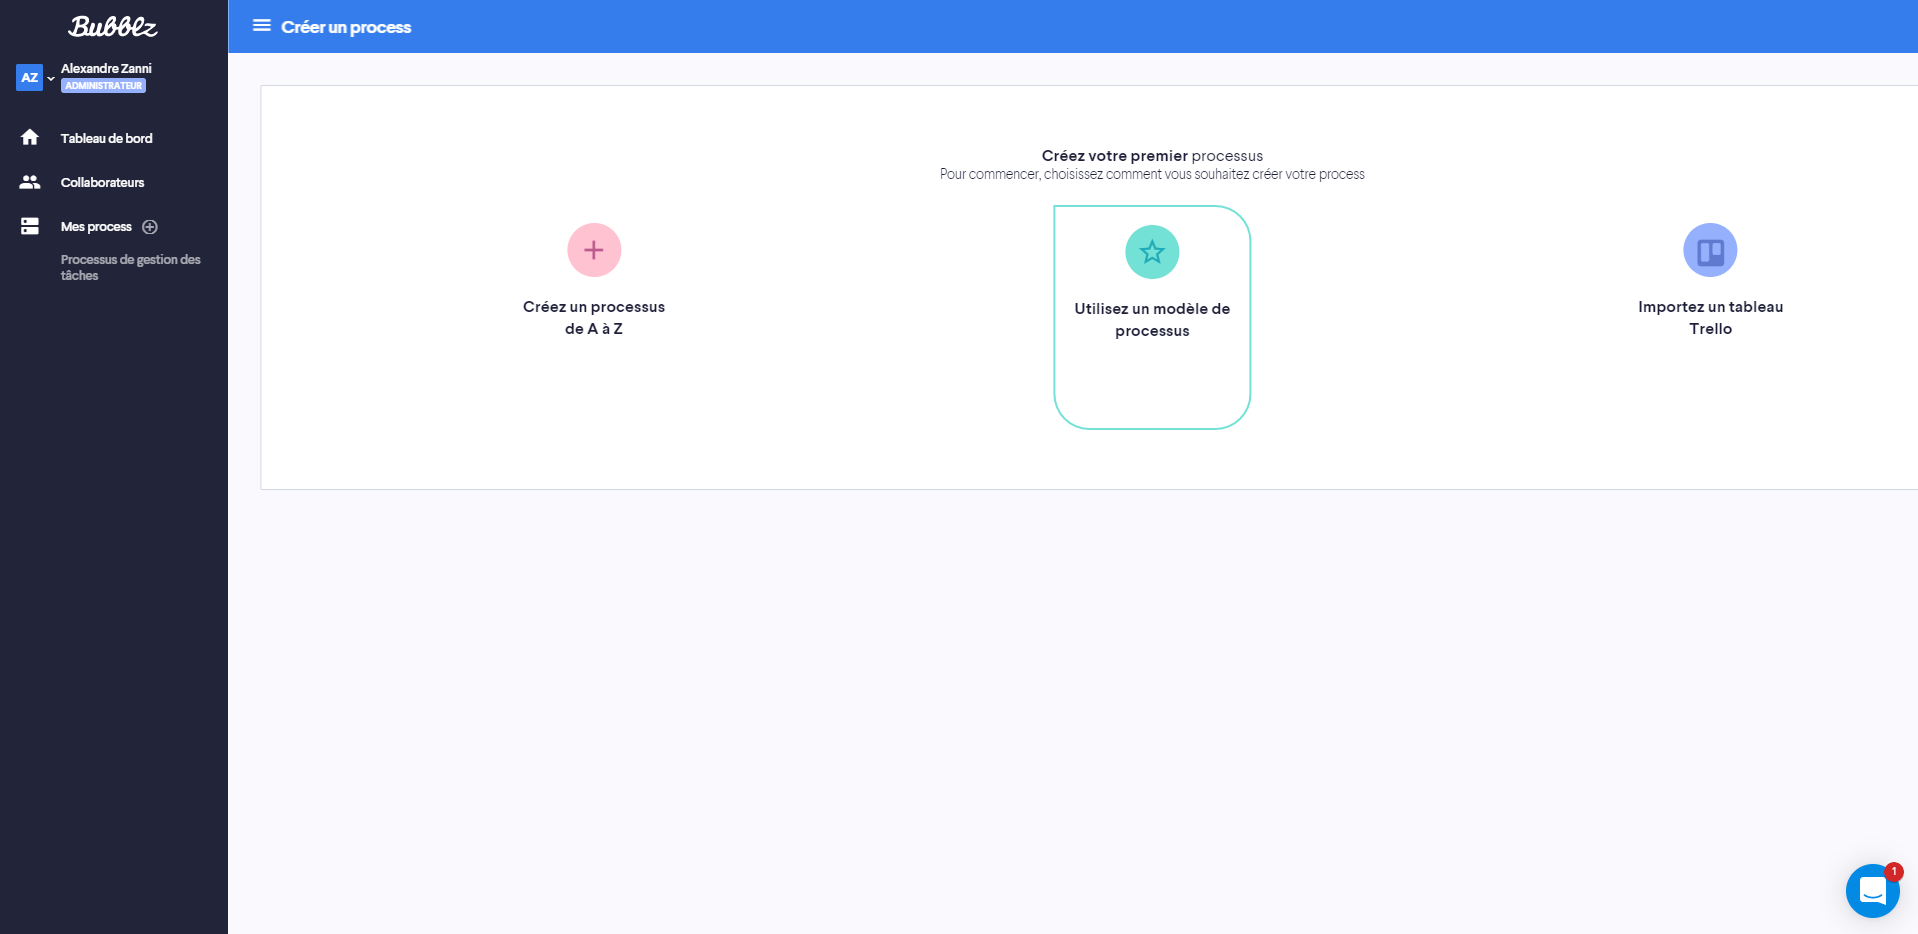 Bubblz
Créer un process
AZ
Alexandre Zanni
ADMINISTRATEUR
Tableau de bord
Collaborateurs
Mes process
Processus de gestion des
tâches
Créez votre premier processus
Pour commencer, choisissez comment vous souhaitez créer votre process
Créez un processus
de A à Z
Utilisez un modèle de
processus
Importez un tableau
Trello
1